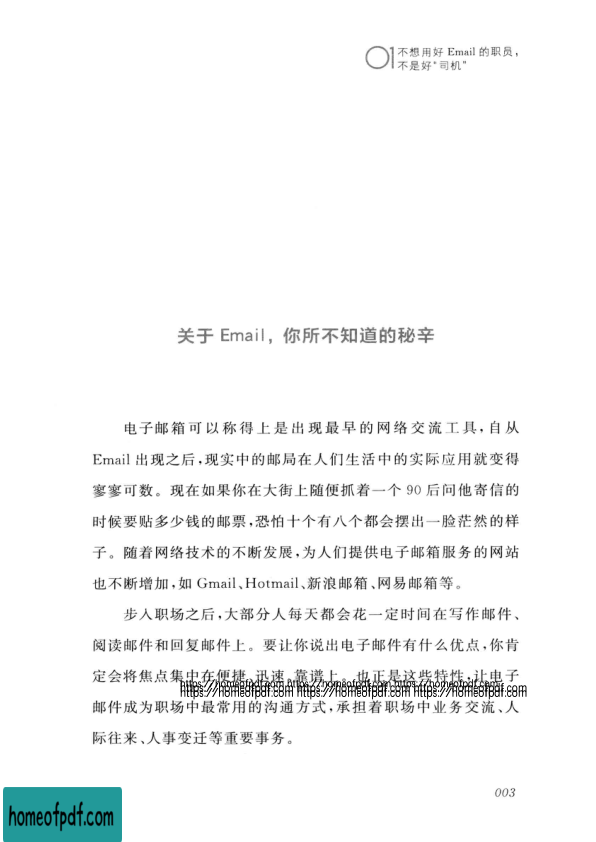 01 不想用好 Email 的职员，
不是好“司机”
关于 Email，你所不知道的秘辛
电子邮箱可以称得上是出现最早的网络交流工具，自从
Email 出现之后，现实中的邮局在人们生活中的实际应用就变得
寥寥可数。现在如果你在大街上随便抓着一个 90 后问他寄信的
时候要贴多少钱的邮票，恐怕十个有八个都会摆出一脸茫然的样
子。随着网络技术的不断发展，为人们提供电子邮箱服务的网站
也不断增加，如 Gmail、Hotmail、新浪邮箱、网易邮箱等。
步入职场之后，大部分人每天都会花一定时间在写作邮件、
阅读邮件和回复邮件上。要让你说出电子邮件有什么优点，你肯
定会将焦点集中在便捷、迅速、靠谱上。也正是这些特性，让电子
https://homeofpdf.com https://homeofpdf.com https://homeofpdf.com
https://homeofpdf.com https://homeofpdf.com https://homeofpdf.com
邮件成为职场中最常用的沟通方式，承担着职场中业务交流、人
际往来、人事变迁等重要事务。
003
homeofpdf.com